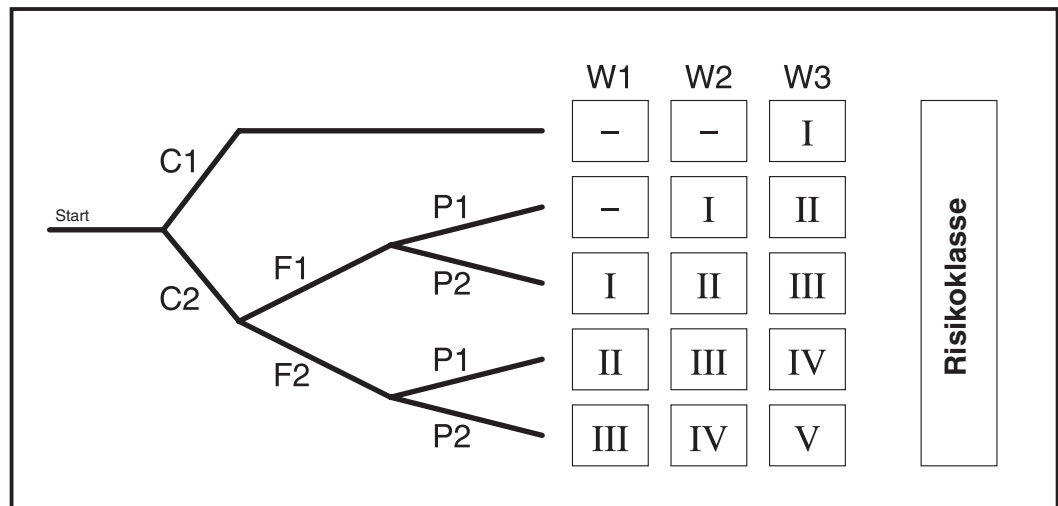 W1 W2 W3
C1 – – I
Start
P1 – I II
F1
P2 I II III
C2
P1 II III IV
F2
P2 III IV V
Risikoklasse